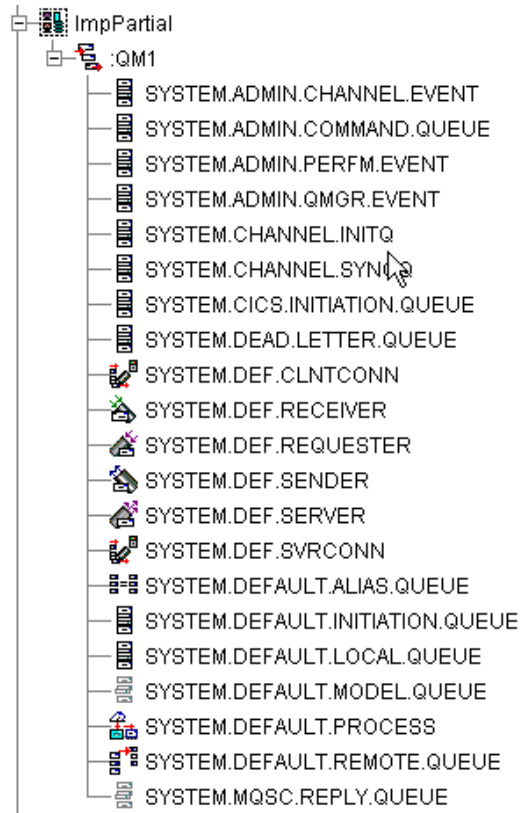 ImpPartial
:QM1
SYSTEM.ADMIN.CHANNEL.EVENT
SYSTEM.ADMIN.COMMAND.QUEUE
SYSTEM.ADMIN.PERFM.EVENT
SYSTEM.ADMIN.QMGR.EVENT
SYSTEM.CHANNEL.INITQ
SYSTEM.CHANNEL.SYNCQ
SYSTEM.CICS.INITIATION.QUEUE
SYSTEM.DEAD.LETTER.QUEUE
SYSTEM.DEF.CLNTCONN
SYSTEM.DEF.RECEIVER
SYSTEM.DEF.REQUESTER
SYSTEM.DEF.SENDER
SYSTEM.DEF.SERVER
SYSTEM.DEF.SVRCONN
SYSTEM.DEFAULT.ALIAS.QUEUE
SYSTEM.DEFAULT.INITIATION.QUEUE
SYSTEM.DEFAULT.LOCAL.QUEUE
SYSTEM.DEFAULT.MODEL.QUEUE
SYSTEM.DEFAULT.PROCESS
SYSTEM.DEFAULT.REMOTE.QUEUE
SYSTEM.MQSC.REPLY.QUEUE